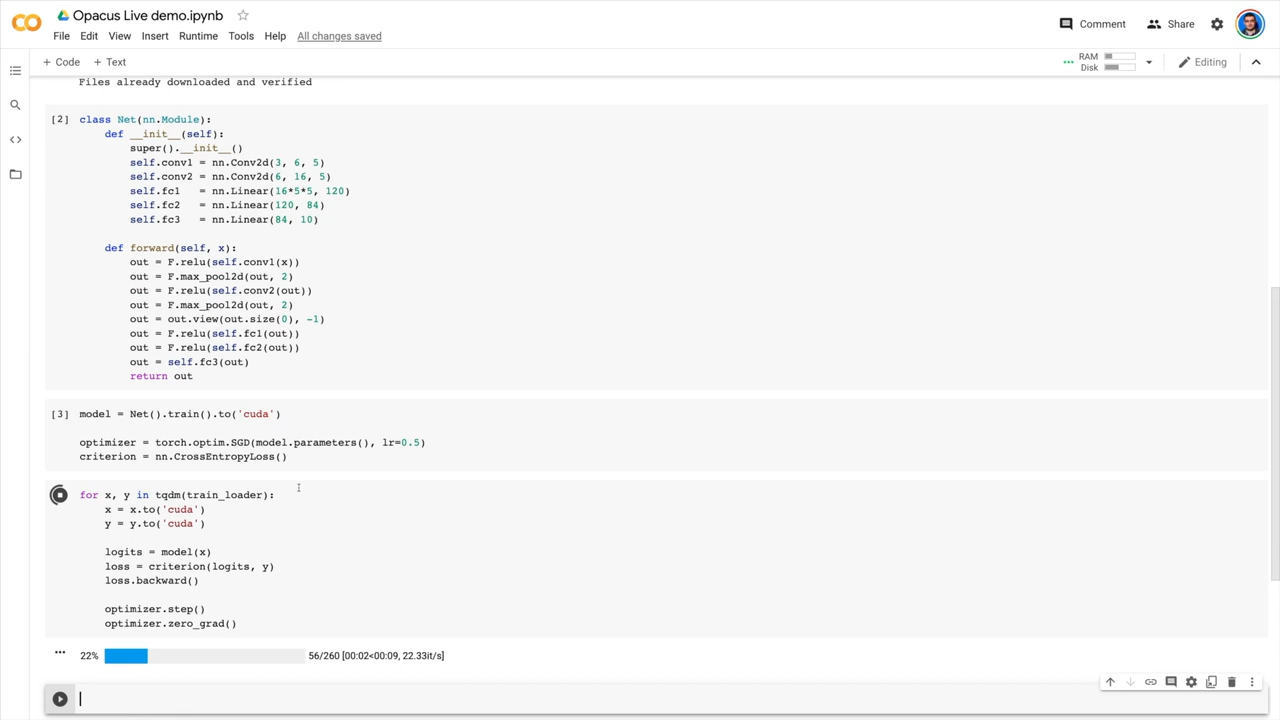 Opacus Live demo.ipynb
File Edit View Insert Runtime Tools Help All changes saved
Comment Share
+ Code + Text
RAM
Disk
Editing
Files already downloaded and verified
[2] class Net(nn.Module):
    def __init__(self):
        super().__init__()
        self.conv1 = nn.Conv2d(3, 6, 5)
        self.conv2 = nn.Conv2d(6, 16, 5)
        self.fc1   = nn.Linear(16*5*5, 120)
        self.fc2   = nn.Linear(120, 84)
        self.fc3   = nn.Linear(84, 10)
    def forward(self, x):
        out = F.relu(self.conv1(x))
        out = F.max_pool2d(out, 2)
        out = F.relu(self.conv2(out))
        out = F.max_pool2d(out, 2)
        out = out.view(out.size(0), -1)
        out = F.relu(self.fc1(out))
        out = F.relu(self.fc2(out))
        out = self.fc3(out)
        return out
[3] model = Net().train().to('cuda')
optimizer = torch.optim.SGD(model.parameters(), lr=0.5)
criterion = nn.CrossEntropyLoss()
for x, y in tqdm(train_loader):
    x = x.to('cuda')
    y = y.to('cuda')
    logits = model(x)
    loss = criterion(logits, y)
    loss.backward()
    optimizer.step()
    optimizer.zero_grad()
22% 56/260 [00:02<00:09, 22.33it/s]